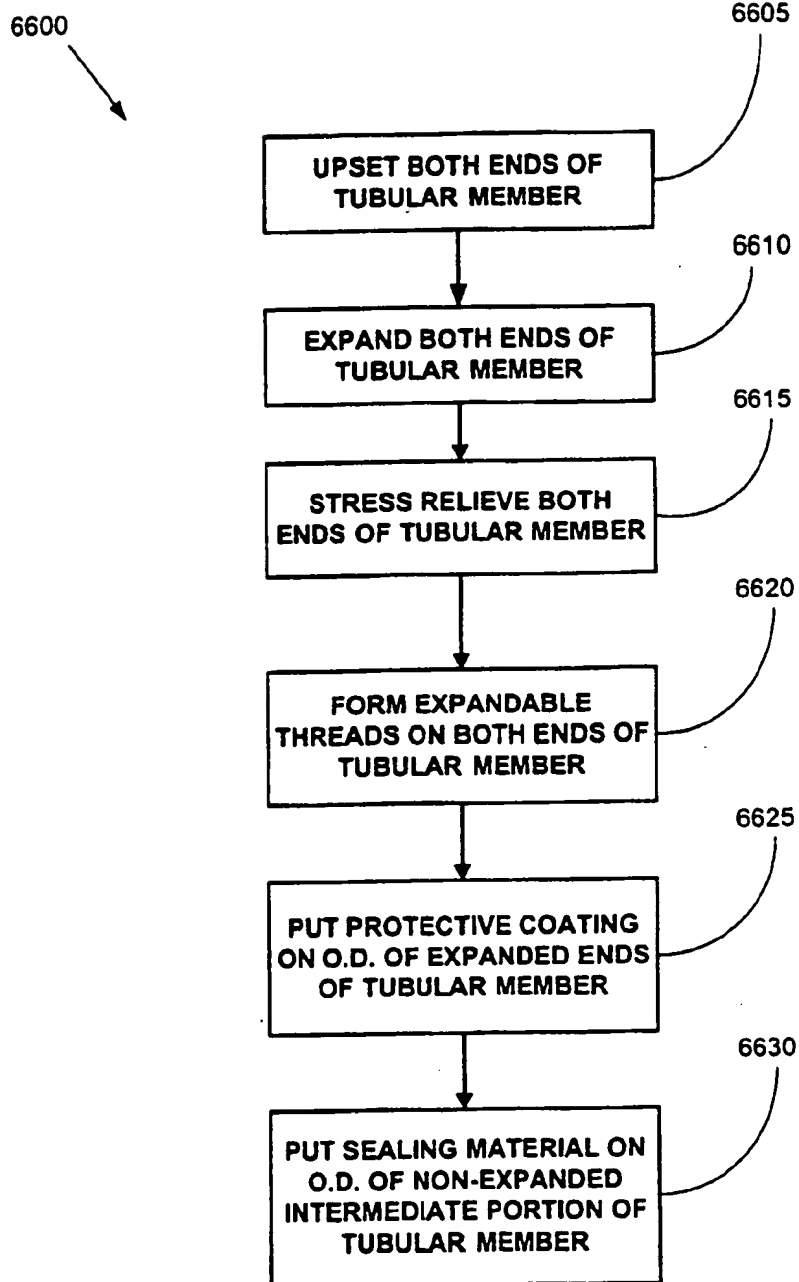 6600
6605
UPSET BOTH ENDS OF
TUBULAR MEMBER
6610
EXPAND BOTH ENDS OF
TUBULAR MEMBER
6615
STRESS RELIEVE BOTH
ENDS OF TUBULAR MEMBER
6620
FORM EXPANDABLE
THREADS ON BOTH ENDS OF
TUBULAR MEMBER
6625
PUT PROTECTIVE COATING
ON O.D. OF EXPANDED ENDS
OF TUBULAR MEMBER
6630
PUT SEALING MATERIAL ON
O.D. OF NON-EXPANDED
INTERMEDIATE PORTION OF
TUBULAR MEMBER